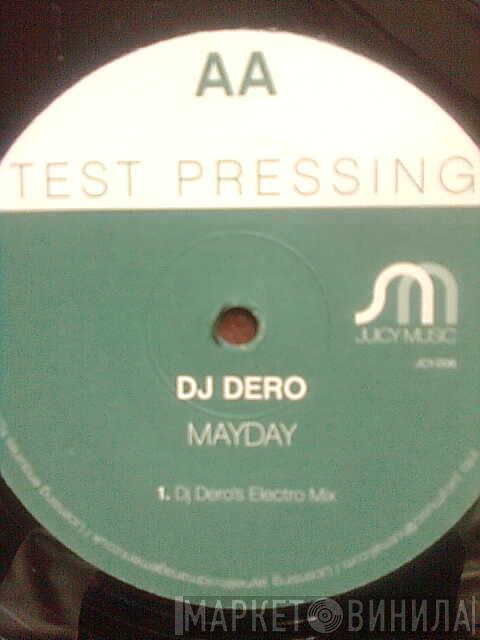 AA
TEST PRESSING
JUICY MUSIC
DJ DERO
MAYDAY
1. Dj Dero's Electro Mix
МАРКЕТ ВИНИЛА